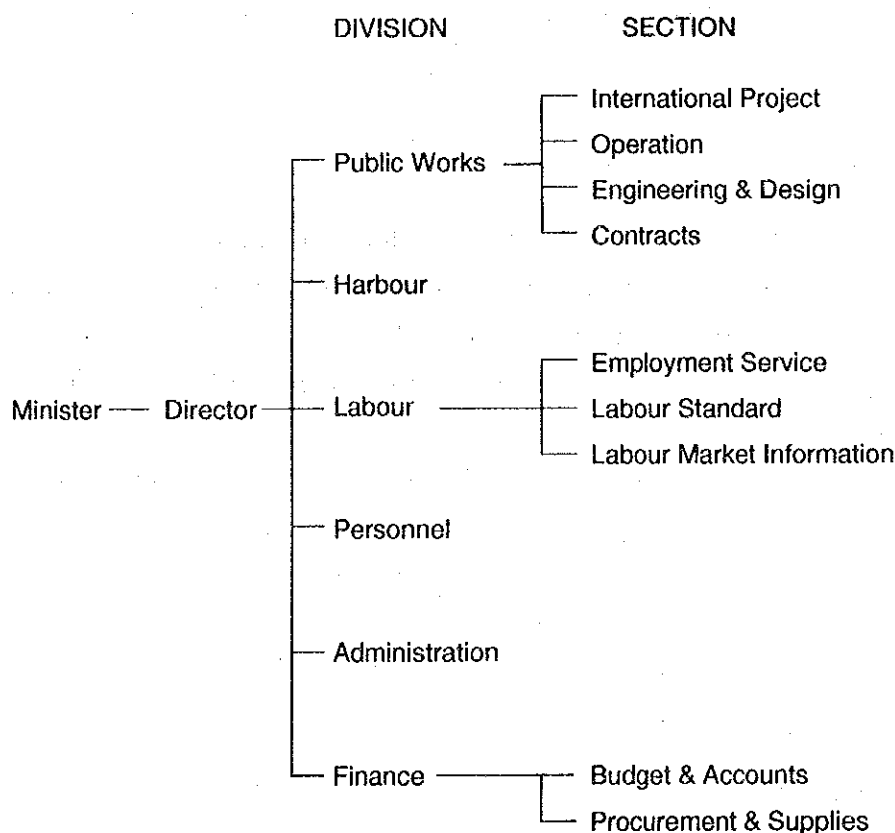 DIVISION SECTION
International Project
Operation
Public Works
Engineering & Design
Contracts
Harbour
Employment Service
Minister Director Labour Labour Standard
Labour Market Information
Personnel
Administration
Finance Budget & Accounts
Procurement & Supplies